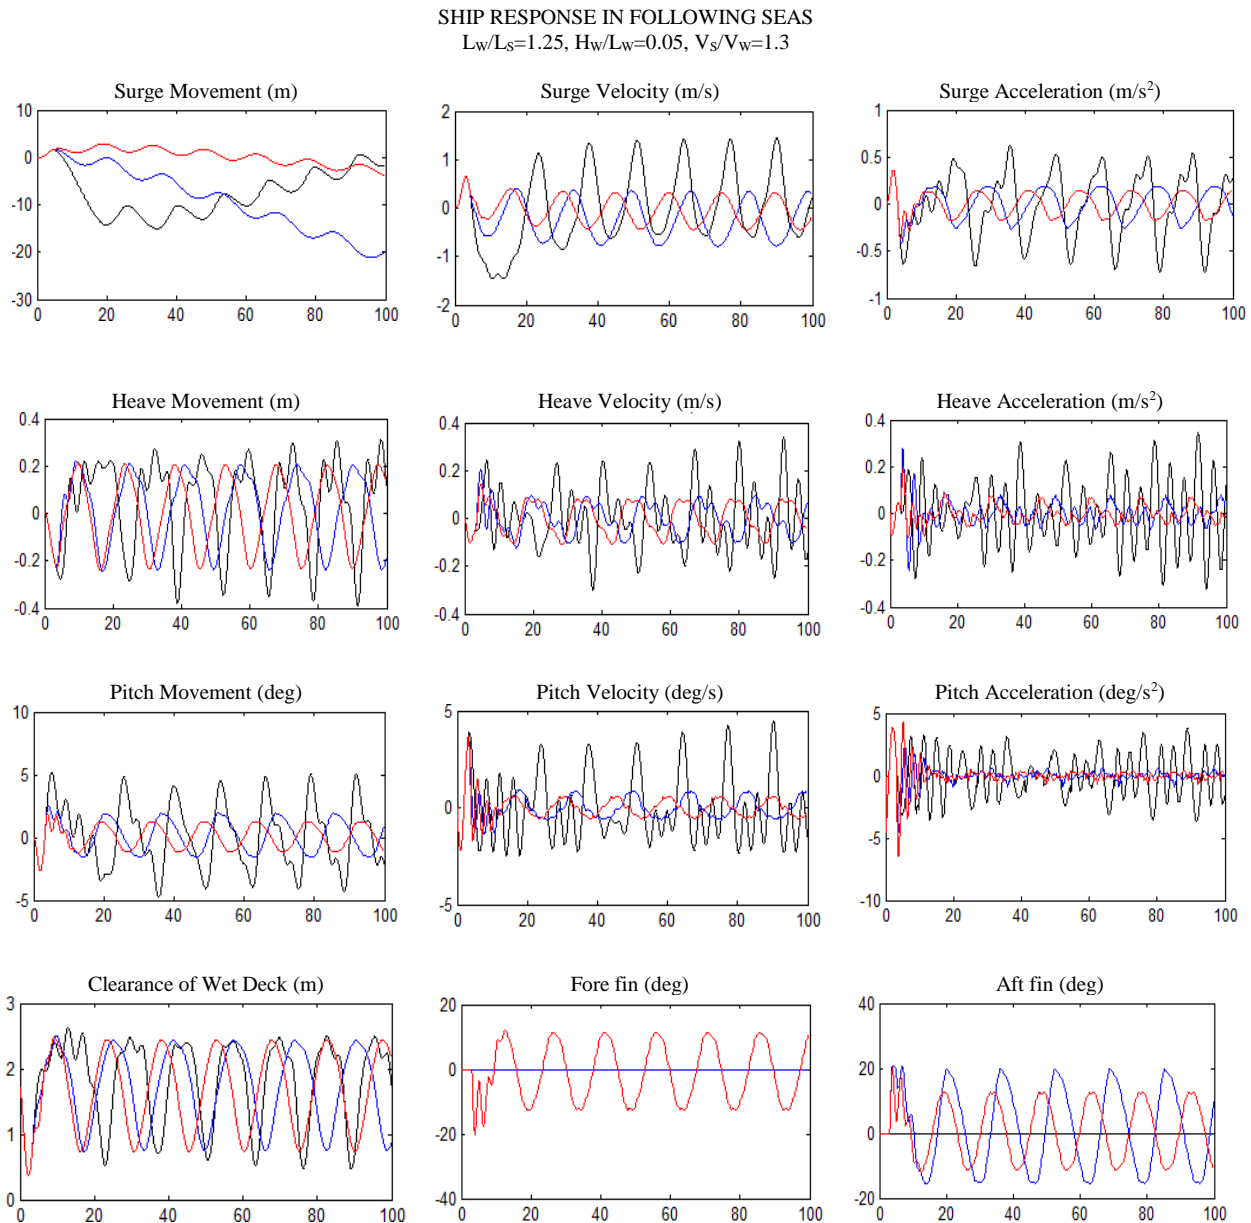 SHIP RESPONSE IN FOLLOWING SEAS
LW/LS=1.25, HW/LW=0.05, VS/VW=1.3
Surge Movement (m)
Surge Velocity (m/s)
Surge Acceleration (m/s²)
10
0
-10
-20
-30
0 20 40 60 80 100
2
1
0
-1
-2
0 20 40 60 80 100
1
0.5
0
-0.5
-1
0 20 40 60 80 100
Heave Movement (m)
Heave Velocity (m/s)
Heave Acceleration (m/s²)
0.4
0.2
0
-0.2
-0.4
0 20 40 60 80 100
0.4
0.2
0
-0.2
-0.4
0 20 40 60 80 100
0.4
0.2
0
-0.2
-0.4
0 20 40 60 80 100
Pitch Movement (deg)
Pitch Velocity (deg/s)
Pitch Acceleration (deg/s²)
10
5
0
-5
0 20 40 60 80 100
5
0
-5
0 20 40 60 80 100
5
0
-5
-10
0 20 40 60 80 100
Clearance of Wet Deck (m)
Fore fin (deg)
Aft fin (deg)
3
2
1
0
0 20 40 60 80 100
20
0
-20
-40
0 20 40 60 80 100
40
20
0
-20
0 20 40 60 80 100